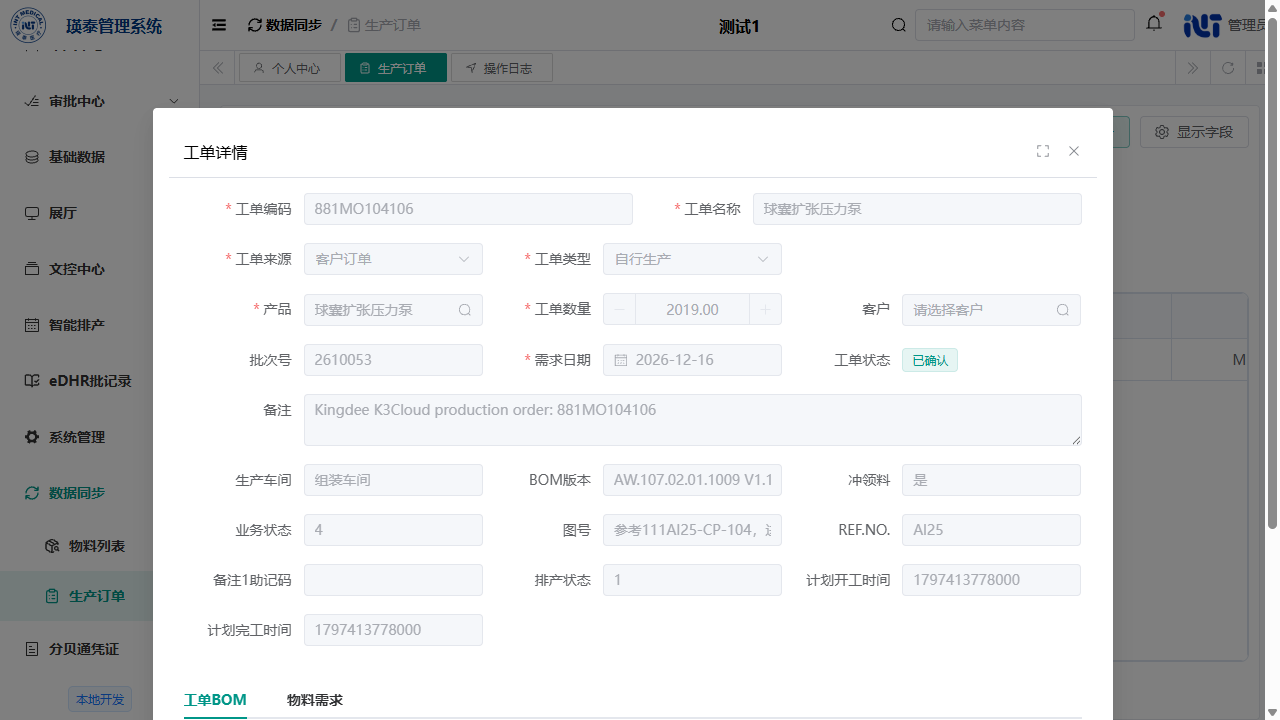 瑛泰管理系统
数据同步 / 生产订单
测试1
请输入菜单内容
管理员
个人中心
生产订单
操作日志
审批中心
基础数据
展厅
文控中心
智能排产
eDHR批记录
系统管理
数据同步
物料列表
生产订单
分贝通凭证
本地开发
显示字段
M
工单详情
* 工单编码 881MO104106
* 工单名称 球囊扩张压力泵
* 工单来源 客户订单
* 工单类型 自行生产
* 产品 球囊扩张压力泵
* 工单数量 2019.00
客户 请选择客户
批次号 2610053
* 需求日期 2026-12-16
工单状态 已确认
备注 Kingdee K3Cloud production order: 881MO104106
生产车间 组装车间
BOM版本 AW.107.02.01.1009 V1.1
冲领料 是
业务状态 4
图号 参考111AI25-CP-104，
REF.NO. AI25
备注1助记码
排产状态 1
计划开工时间 1797413778000
计划完工时间 1797413778000
工单BOM
物料需求